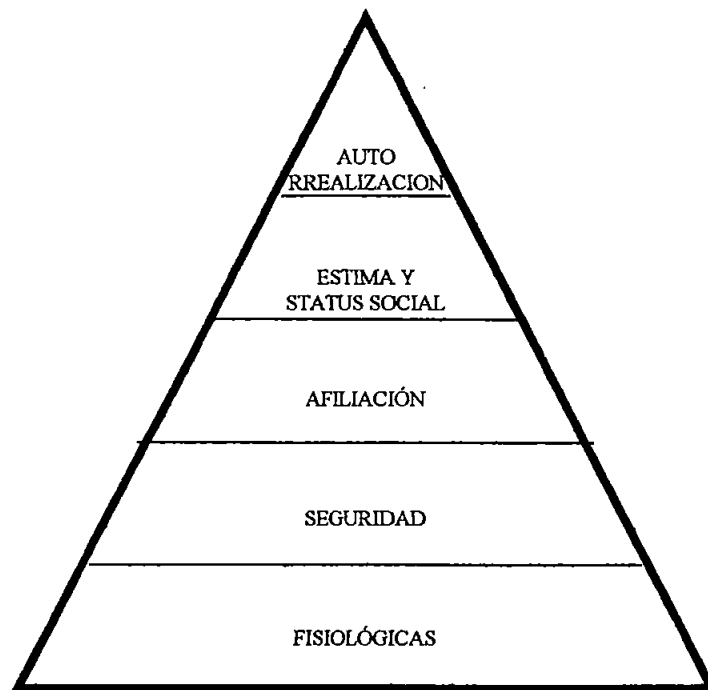 AUTO
RREALIZACION
ESTIMA Y
STATUS SOCIAL
AFILIACIÓN
SEGURIDAD
FISIOLÓGICAS